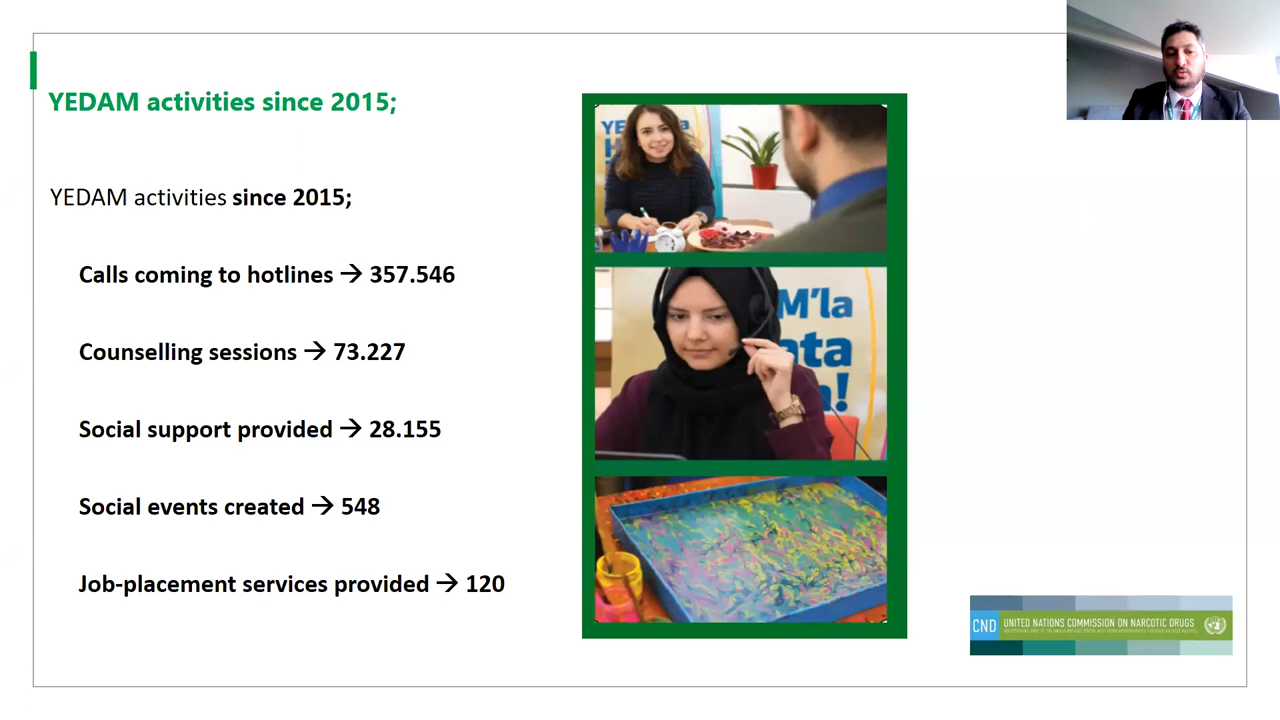 YEDAM activities since 2015;
YEDAM activities since 2015;
Calls coming to hotlines → 357.546
Counselling sessions → 73.227
Social support provided → 28.155
Social events created → 548
Job-placement services provided → 120
M'la
ata
CND
UNITED NATIONS COMMISSION ON NARCOTIC DRUGS